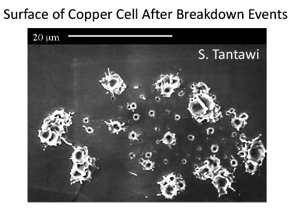 Surface of Copper Cell After Breakdown Events
20 µm
S. Tantawi